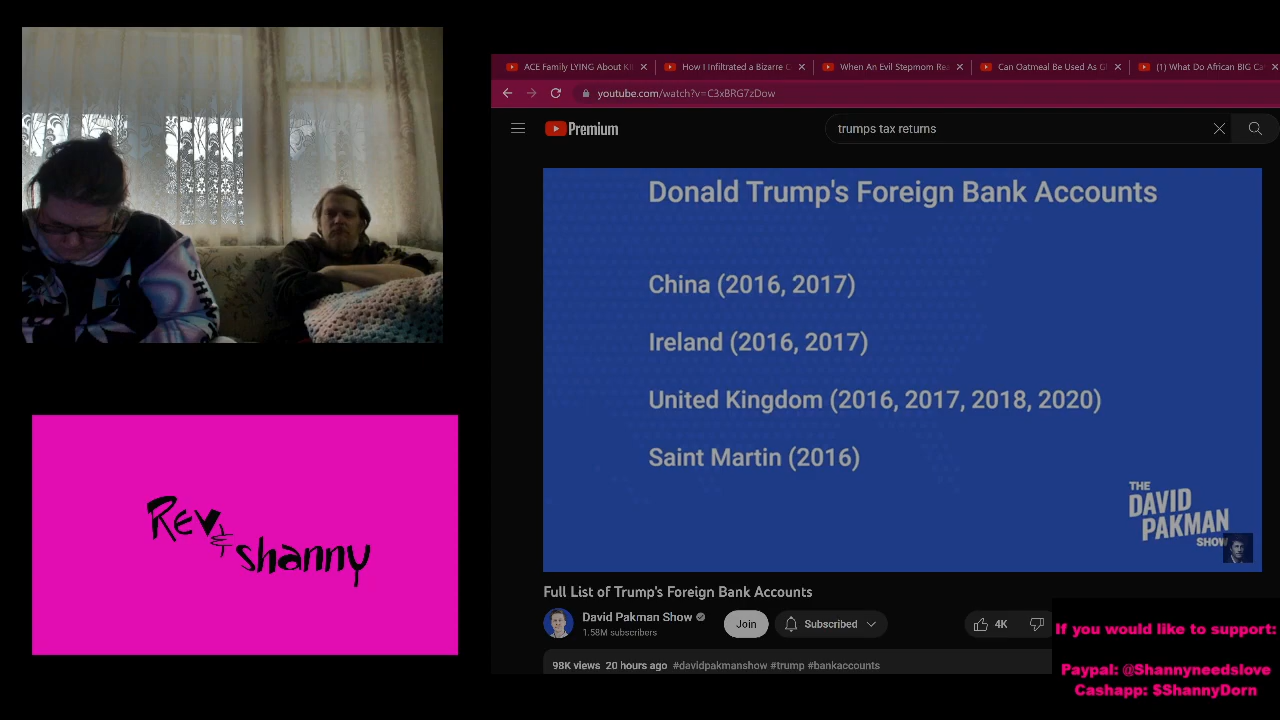 ACE Family LYING About K
How I Infiltrated a Bizarre C
When An Evil Stepmom Re
Can Oatmeal Be Used As G
(1) What Do African BIG Ca
youtube.com/watch?v=C3xBRG7zDow
Premium
trumps tax returns
Donald Trump's Foreign Bank Accounts
China (2016, 2017)
Ireland (2016, 2017)
United Kingdom (2016, 2017, 2018, 2020)
Saint Martin (2016)
THE
DAVID
PAKMAN
SHOW
SHA
Rev
&
shanny
Full List of Trump's Foreign Bank Accounts
David Pakman Show
1.58M subscribers
Join
Subscribed
4K
98K views 20 hours ago #davidpakmanshow #trump #bankaccounts
If you would like to support:
Paypal: @Shannyneedslove
Cashapp: $ShannyDorn